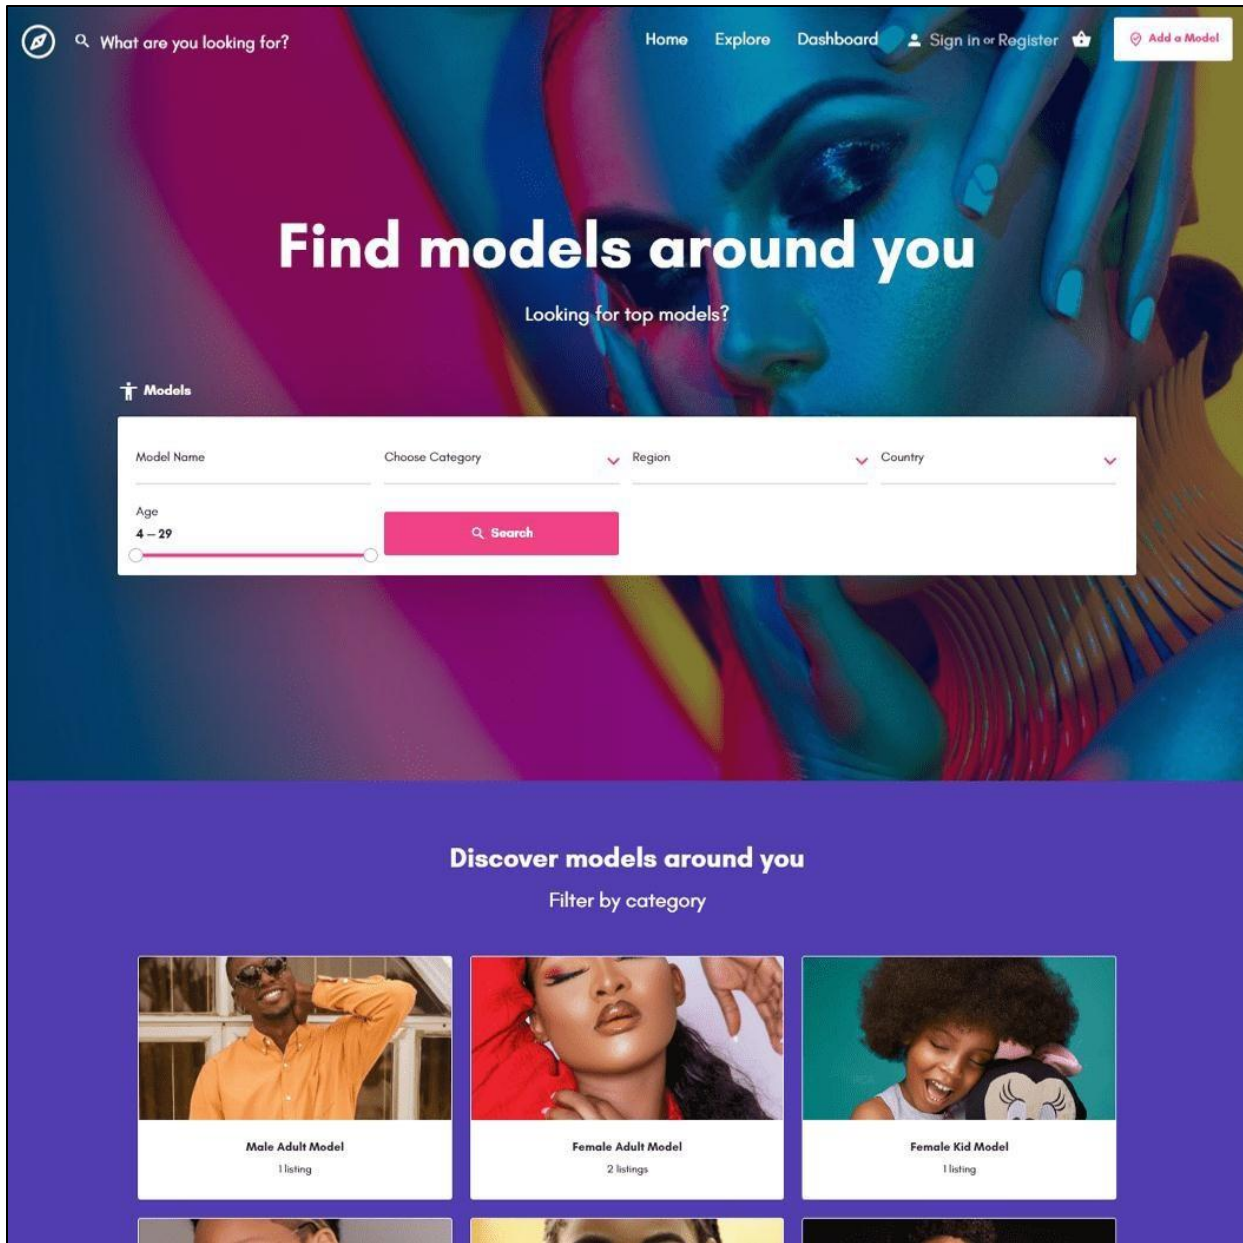 What are you looking for?
Home Explore Dashboard Sign in or Register Add a Model
Find models around you
Looking for top models?
Models
Model Name Choose Category Region Country
Age
4 – 29
Search
Discover models around you
Filter by category
Male Adult Model Female Adult Model Female Kid Model
1 listing 2 listings 1 listing